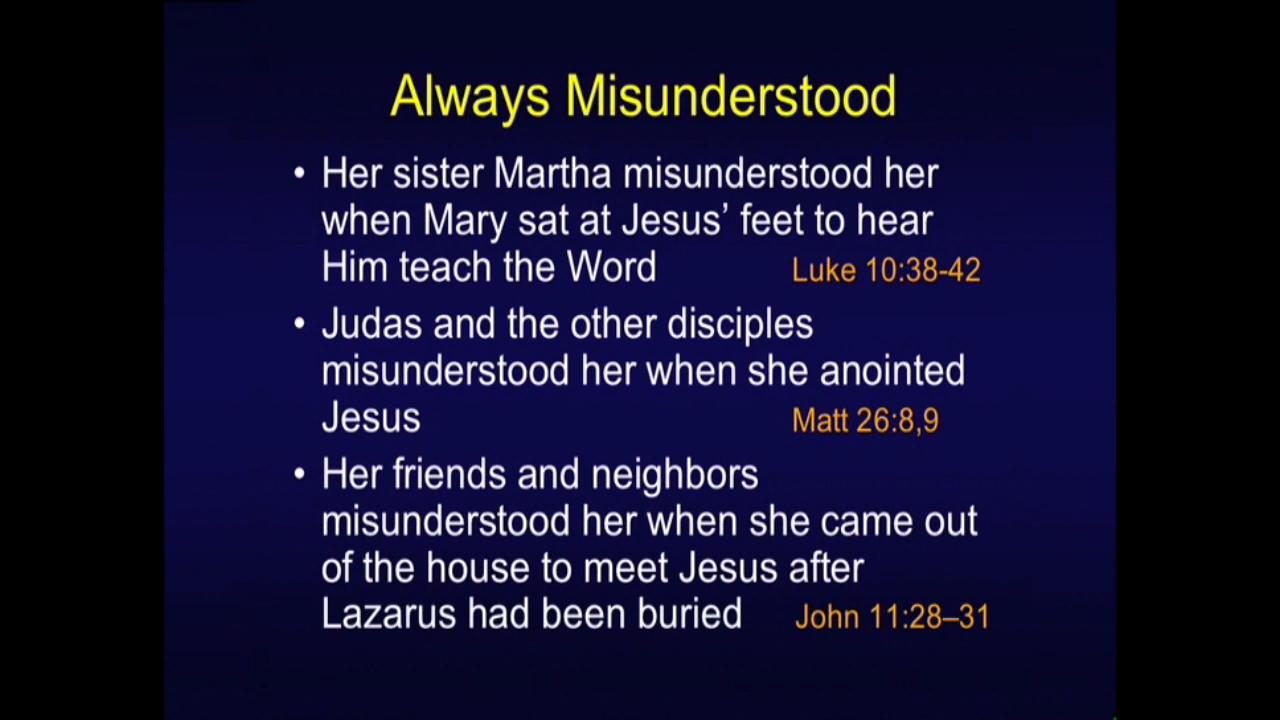 Always Misunderstood
• Her sister Martha misunderstood her
when Mary sat at Jesus’ feet to hear
Him teach the Word Luke 10:38-42
• Judas and the other disciples
misunderstood her when she anointed
Jesus Matt 26:8,9
• Her friends and neighbors
misunderstood her when she came out
of the house to meet Jesus after
Lazarus had been buried John 11:28–31